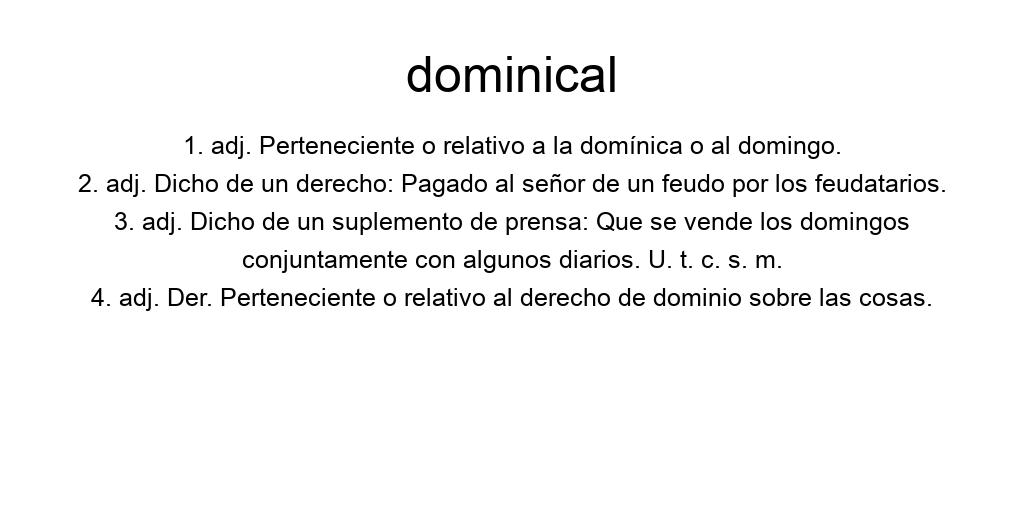 dominical
1. adj. Perteneciente o relativo a la domínica o al domingo.
2. adj. Dicho de un derecho: Pagado al señor de un feudo por los feudatarios.
3. adj. Dicho de un suplemento de prensa: Que se vende los domingos
conjuntamente con algunos diarios. U. t. c. s. m.
4. adj. Der. Perteneciente o relativo al derecho de dominio sobre las cosas.